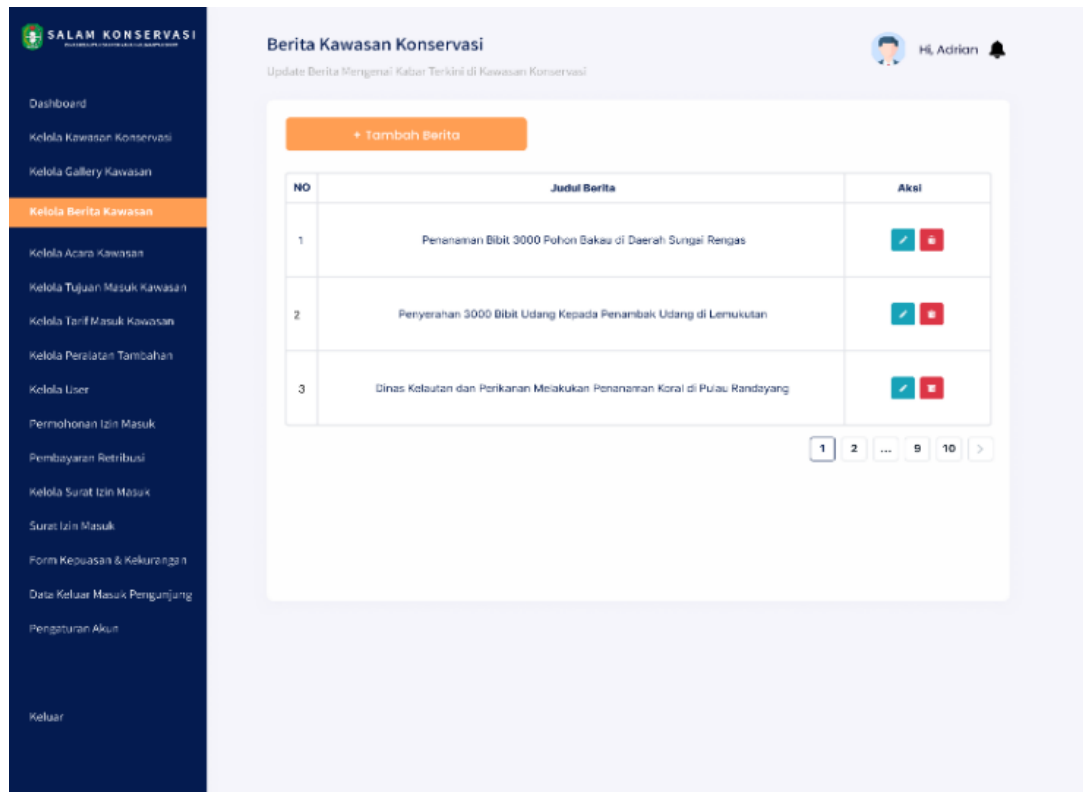 SALAM KONSERVASI
Berita Kawasan Konservasi
Update Berita Mengenai Kabar Terkini di Kawasan Konservasi
Hi, Adrian
Dashboard
Kelola Kawasan Konservasi
Kelola Gallery Kawasan
Kelola Berita Kawasan
Kelola Acara Kawasan
Kelola Tujuan Masuk Kawasan
Kelola Tarif Masuk Kawasan
Kelola Peralatan Tambahan
Kelola User
Permohonan Izin Masuk
Pembayaran Retribusi
Kelola Surat Izin Masuk
Surat Izin Masuk
Form Kepuasan & Kekurangan
Data Keluar Masuk Pengunjung
Pengaturan Akun
Keluar
+ Tambah Berita
NO Judul Berita Aksi
1 Penanaman Bibit 3000 Pohon Bakau di Daerah Sungai Rengas
2 Penyerahan 3000 Bibit Udang Kepada Penambak Udang di Lemukutan
3 Dinas Kelautan dan Perikanan Melakukan Penanaman Koral di Pulau Randayang
1 2 ... 9 10 >